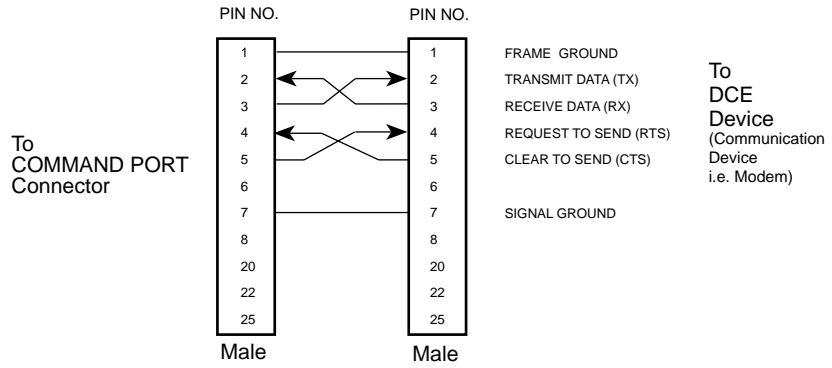 PIN NO.
PIN NO.
1
1
FRAME GROUND
2
2
TRANSMIT DATA (TX)
3
3
RECEIVE DATA (RX)
4
4
REQUEST TO SEND (RTS)
5
5
CLEAR TO SEND (CTS)
6
6
7
7
SIGNAL GROUND
8
8
20
20
22
22
25
25
Male
Male
To
COMMAND PORT
Connector
To
DCE
Device
(Communication
Device
i.e. Modem)